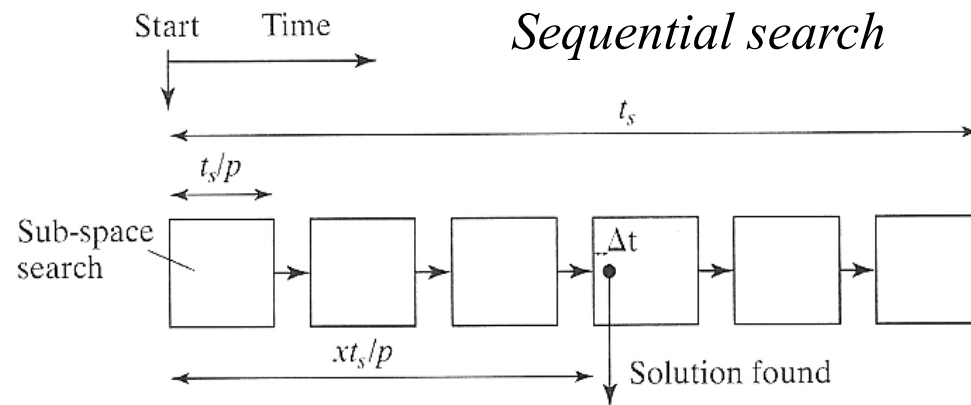 Start Time
Sequential search
t_s
t_s/p
Sub-space
search
Δt
xt_s/p
Solution found